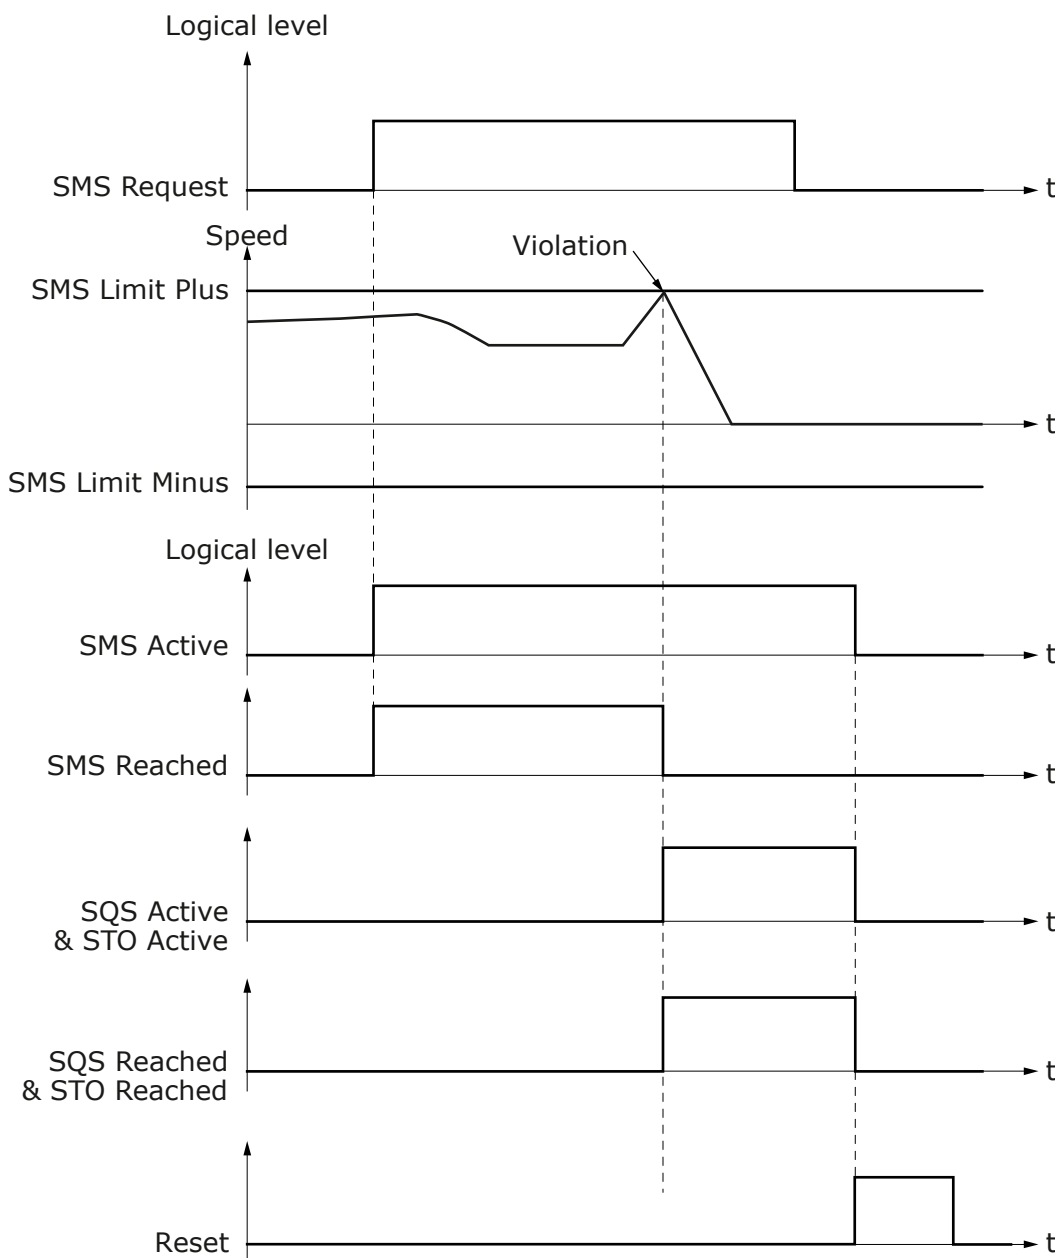 Logical level
SMS Request
t
Speed
Violation
SMS Limit Plus
t
SMS Limit Minus
Logical level
SMS Active
t
SMS Reached
t
SQS Active
& STO Active
t
SQS Reached
& STO Reached
t
Reset
t